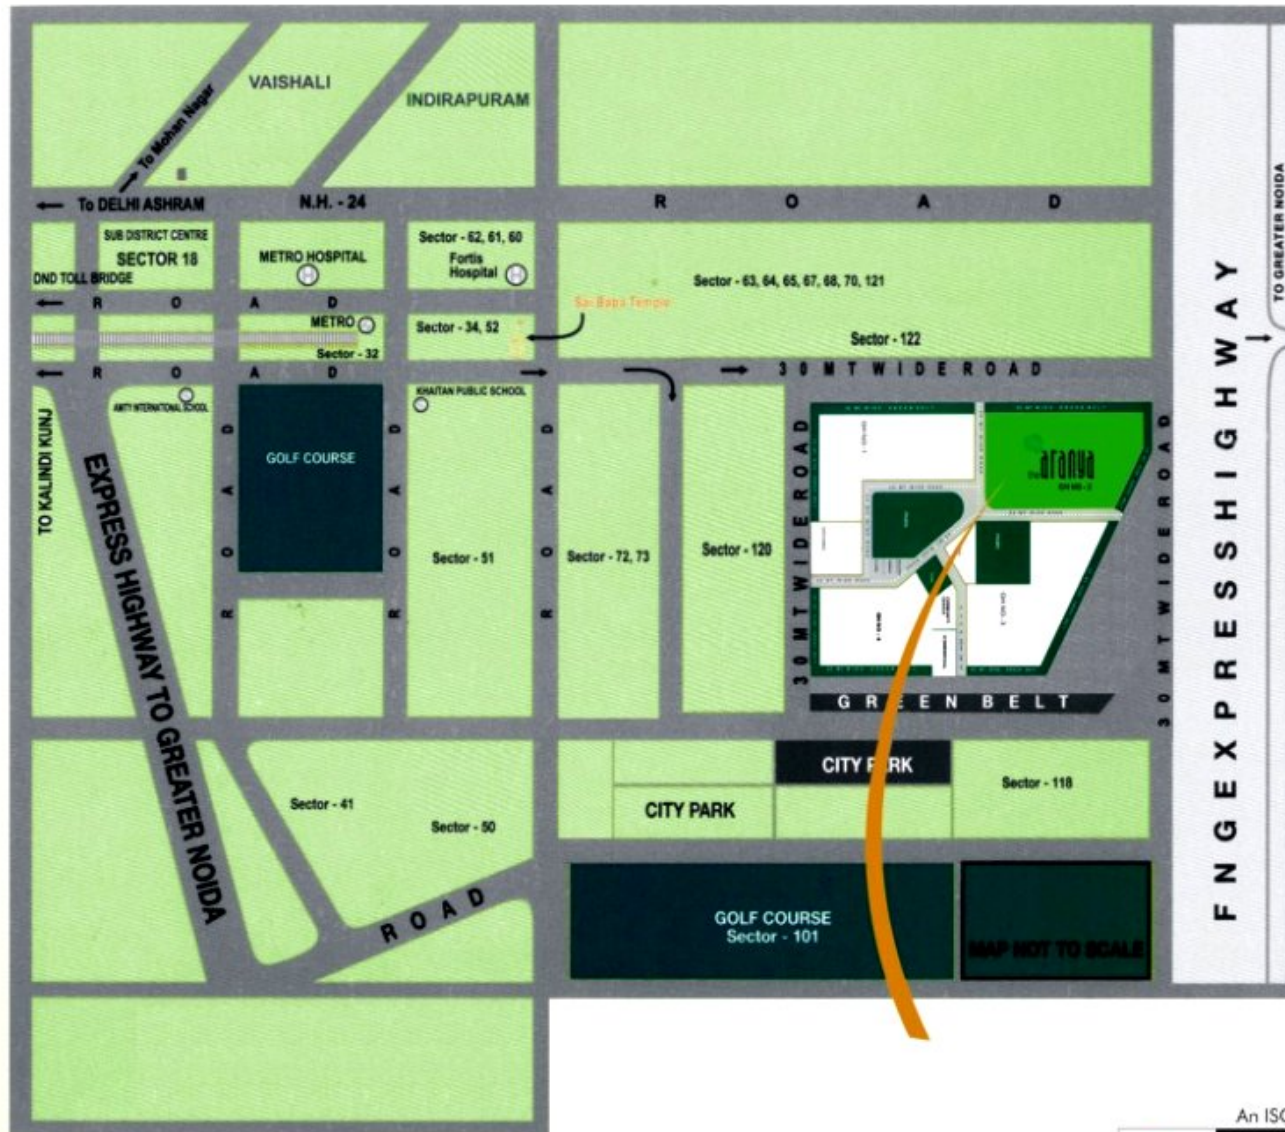 VAISHALI
INDIRAPURAM
To Mohan Nagar
To DELHI ASHRAM
N.H. - 24
R O A D
SUB DISTRICT CENTRE
SECTOR 18
METRO HOSPITAL
H
Sector - 62, 61, 60
Fortis
Hospital
H
DND TOLL BRIDGE
R O A D
Sector - 63, 64, 65, 67, 68, 70, 121
Sai Baba Temple
METRO
Sector - 34, 52
Sector - 32
Sector - 122
R O A D
30 MT WIDE ROAD
AMITY INTERNATIONAL SCHOOL
KHAITAN PUBLIC SCHOOL
TO KALINDI KUNJ
EXPRESS HIGHWAY TO GREATER NOIDA
ROAD
GOLF COURSE
ROAD
Sector - 51
ROAD
Sector - 72, 73
Sector - 120
30 MT WIDE ROAD
the aranya
GH NO - 2
30 MT WIDE ROAD
FNG EXPRESS HIGHWAY
TO GREATER NOIDA
GREEN BELT
Sector - 41
Sector - 50
ROAD
CITY PARK
CITY PARK
Sector - 118
GOLF COURSE
Sector - 101
MAP NOT TO SCALE
An ISO